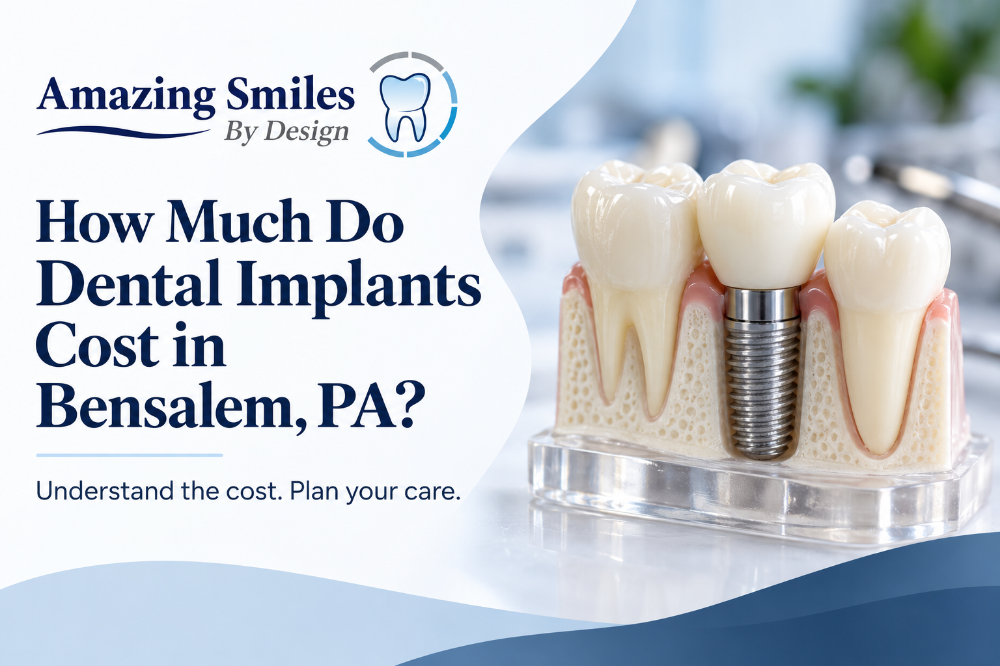 Amazing Smiles
By Design
How Much Do
Dental Implants
Cost in
Bensalem, PA?
Understand the cost. Plan your care.